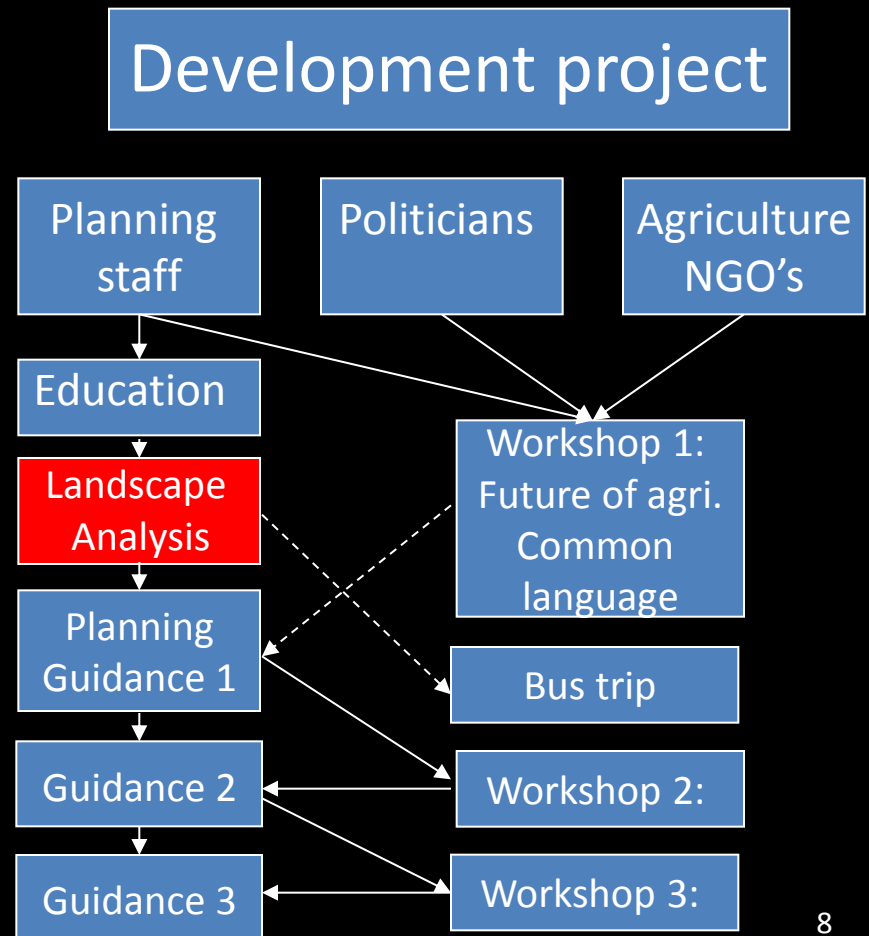 Development project
Planning
staff
Politicians
Agriculture
NGO’s
Education
Landscape
Analysis
Workshop 1:
Future of agri.
Common
language
Planning
Guidance 1
Bus trip
Guidance 2
Workshop 2:
Guidance 3
Workshop 3:
8